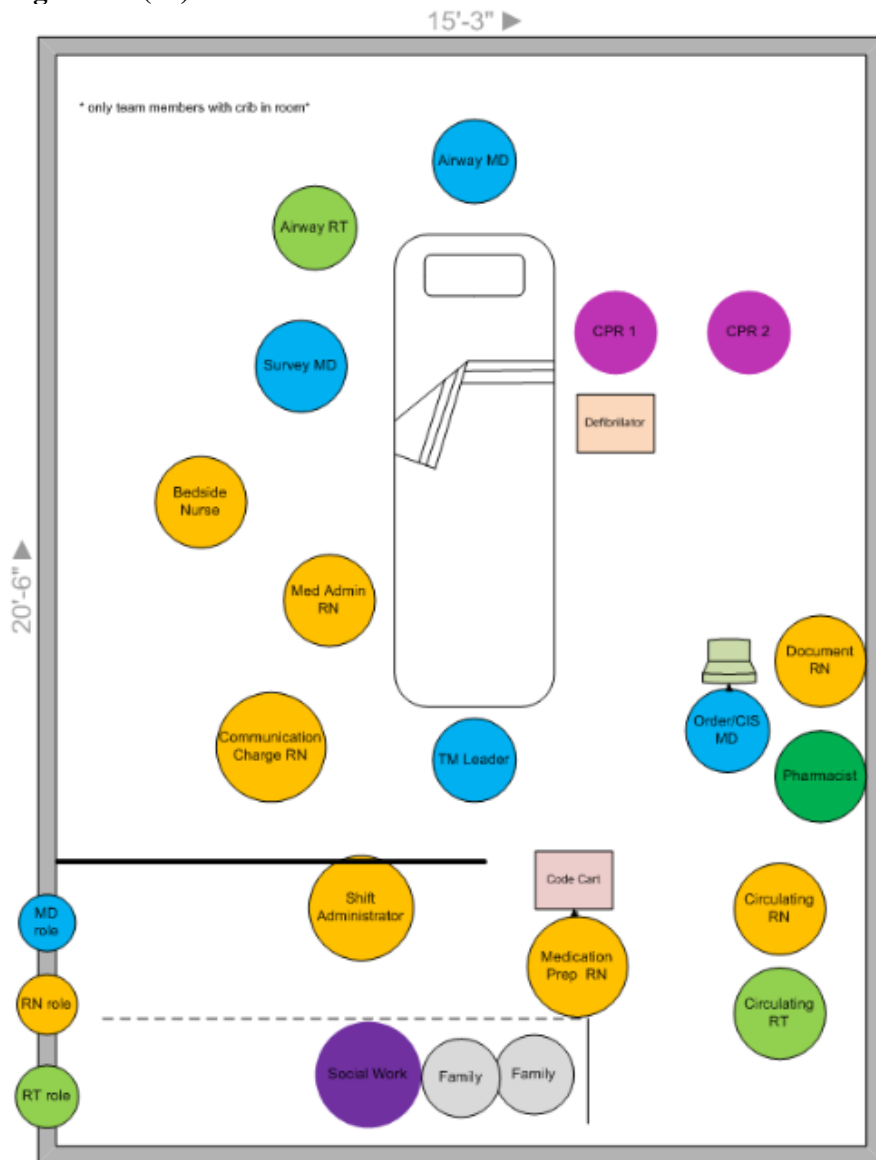 15'-3" ▶
* only team members with crib in room*
Airway MD
Airway RT
CPR 1
CPR 2
Survey MD
Defibrillator
Bedside
Nurse
20'-6" ▶
Med Admin
RN
Document
RN
Order/CIS
MD
Communication
Charge RN
TM Leader
Pharmacist
Code Cart
Shift
Administrator
Circulating
RN
MD
role
Medication
Prep RN
RN role
Circulating
RT
Social Work
Family
Family
RT role